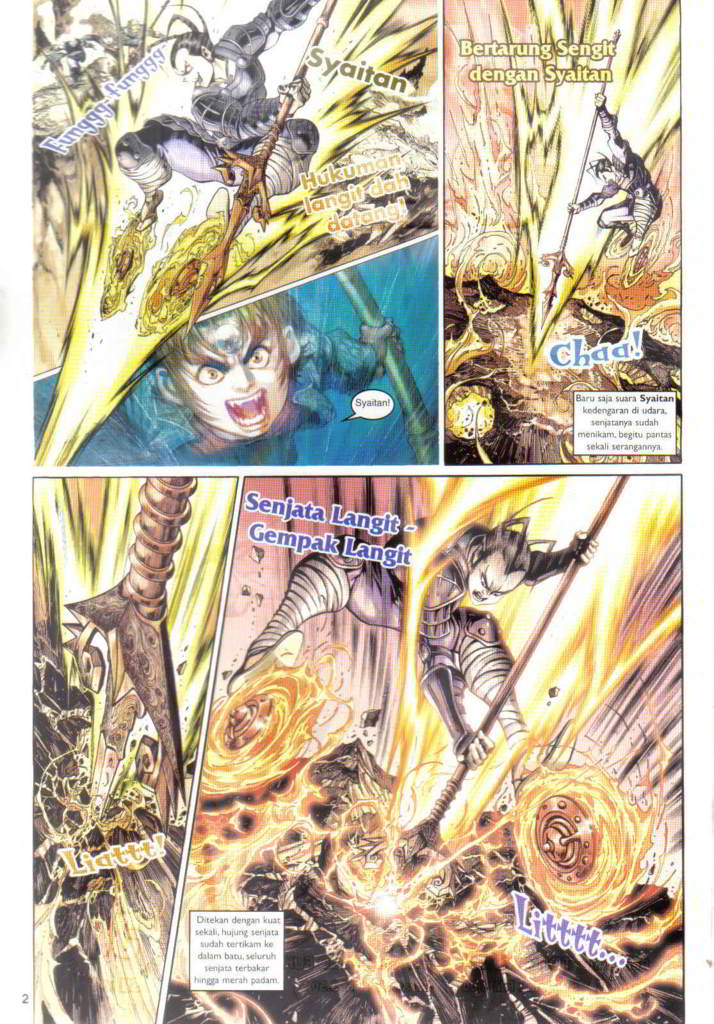 Funggg-funggg-
Syaitan
Hukuman
langit dah
datang!
Syaitan!
Bertarung Sengit
dengan Syaitan
Chaa!
Baru saja suara Syaitan
kedengaran di udara,
senjatanya sudah
menikam, begitu pantas
sekali serangannya.
Liattt!
Senjata Langit -
Gempak Langit
Ditekan dengan kuat
sekali, hujung senjata
sudah tertikam ke
dalam batu, seluruh
senjata terbakar
hingga merah padam.
Litttt...
2